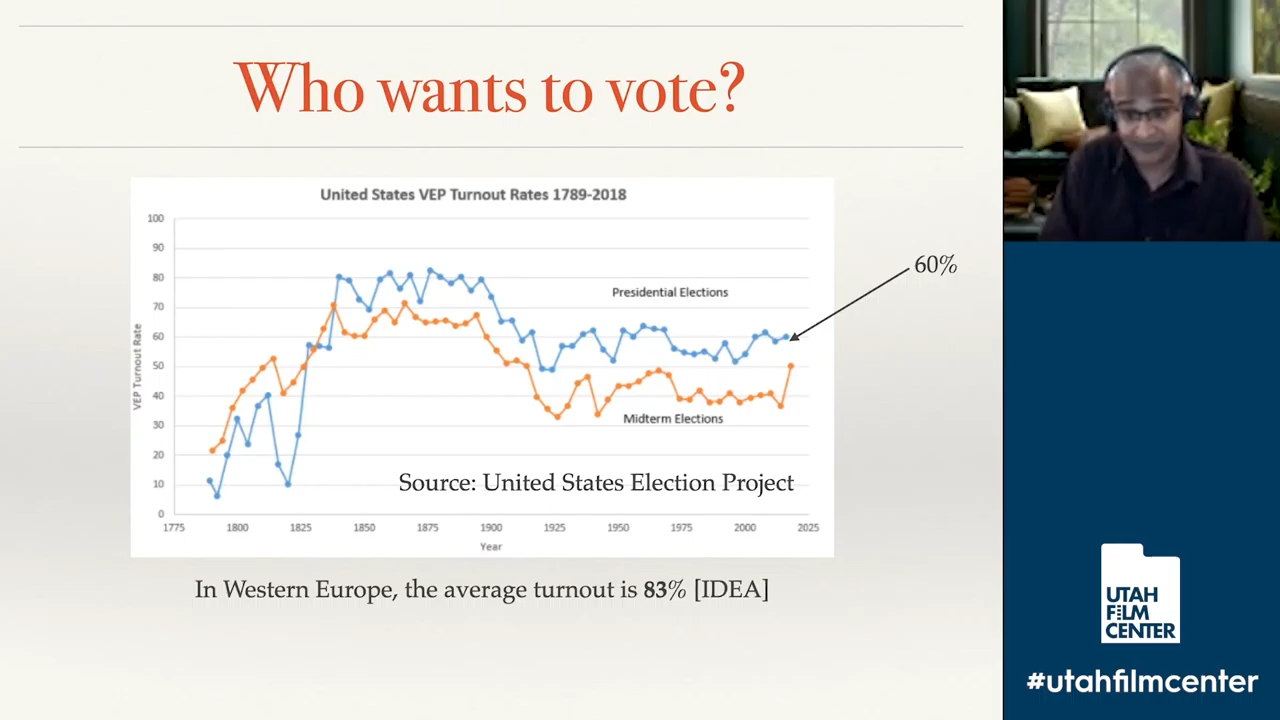 Who wants to vote?
United States VEP Turnout Rates 1789-2018
100
90
80
70
60
50
40
30
20
10
0
VEP Turnout Rate
Presidential Elections
60%
Midterm Elections
Source: United States Election Project
1775 1800 1825 1850 1875 1900 1925 1950 1975 2000 2025
Year
In Western Europe, the average turnout is 83% [IDEA]
UTAH
FILM
CENTER
#utahfilmcenter